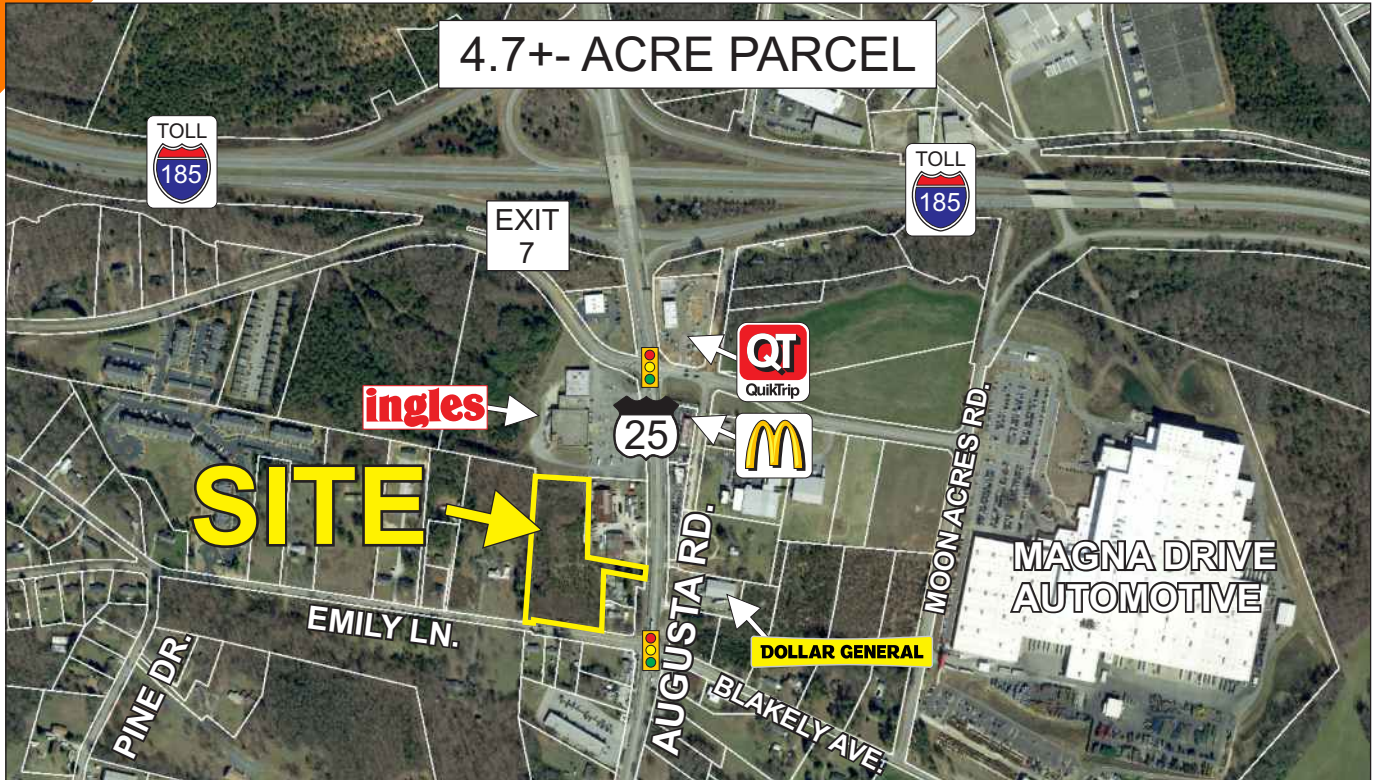 4.7+- ACRE PARCEL
TOLL
185
TOLL
185
EXIT
7
QT
QuikTrip
ingles
25
SITE
AUGUSTA RD.
MOON ACRES RD.
MAGNA DRIVE
AUTOMOTIVE
EMILY LN.
DOLLAR GENERAL
PINE DR.
BLAKELY AVE.